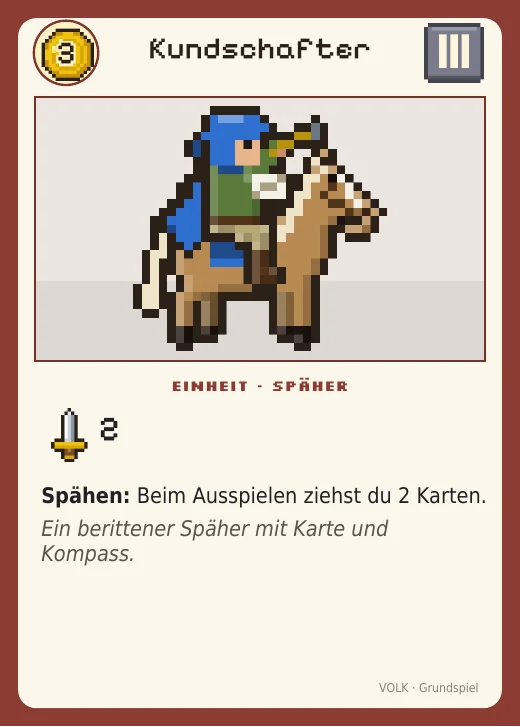 3
Kundschafter
III
EINHEIT · SPÄHER
2
Spähen: Beim Ausspielen ziehst du 2 Karten.
Ein berittener Späher mit Karte und
Kompass.
VOLK · Grundspiel